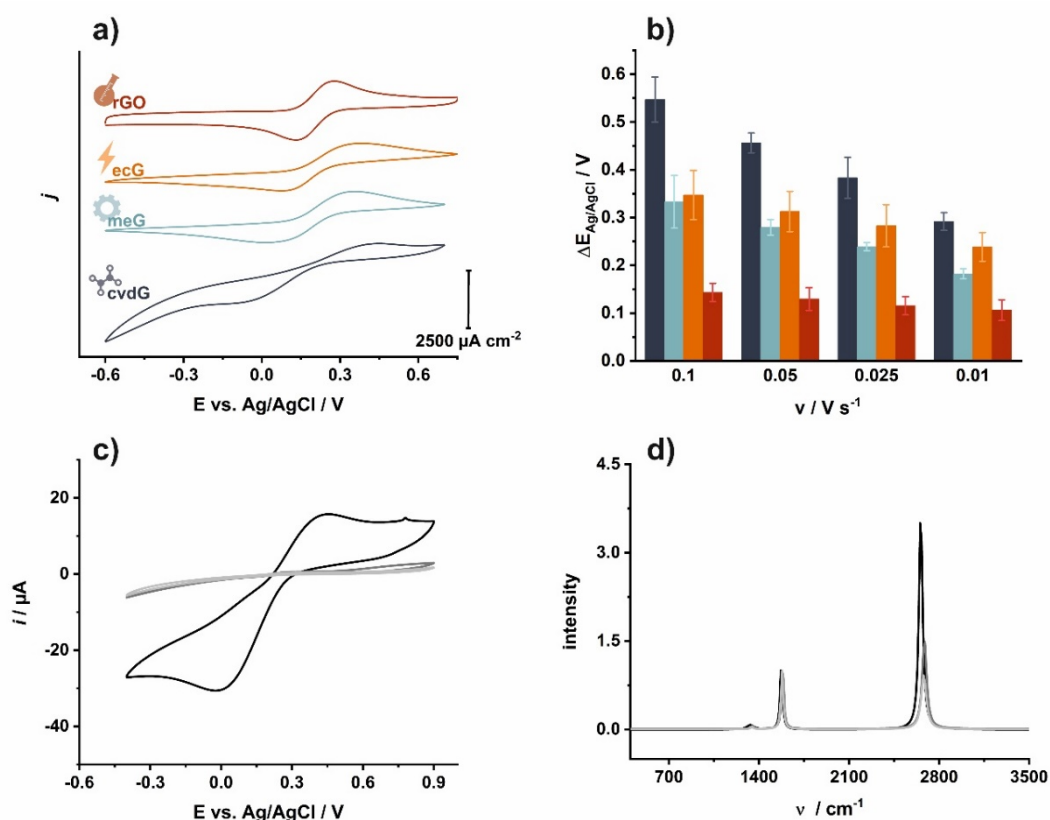 a)
rGO
ecG
meG
cvdG
j
2500 µA cm⁻²
-0.6 -0.3 0.0 0.3 0.6
E vs. Ag/AgCl / V
b)
ΔE_Ag/AgCl / V
0.6
0.5
0.4
0.3
0.2
0.1
0.0
0.1 0.05 0.025 0.01
v / V s⁻¹
c)
i / µA
20
0
-20
-40
-0.6 -0.3 0.0 0.3 0.6 0.9
E vs. Ag/AgCl / V
d)
intensity
4.5
3.0
1.5
0.0
700 1400 2100 2800 3500
ν / cm⁻¹